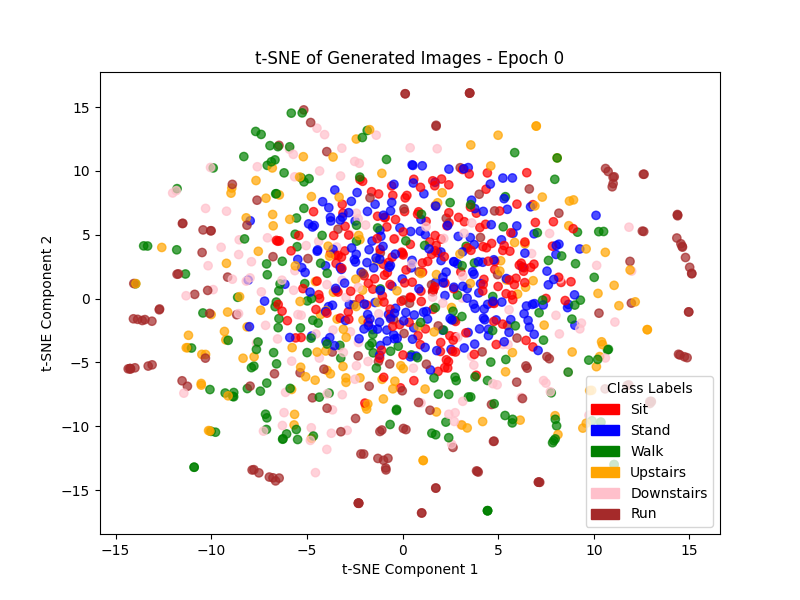 t-SNE of Generated Images - Epoch 0
t-SNE Component 2
15
10
5
0
−5
−10
−15
−15
−10
−5
0
5
10
15
t-SNE Component 1
Class Labels
Sit
Stand
Walk
Upstairs
Downstairs
Run